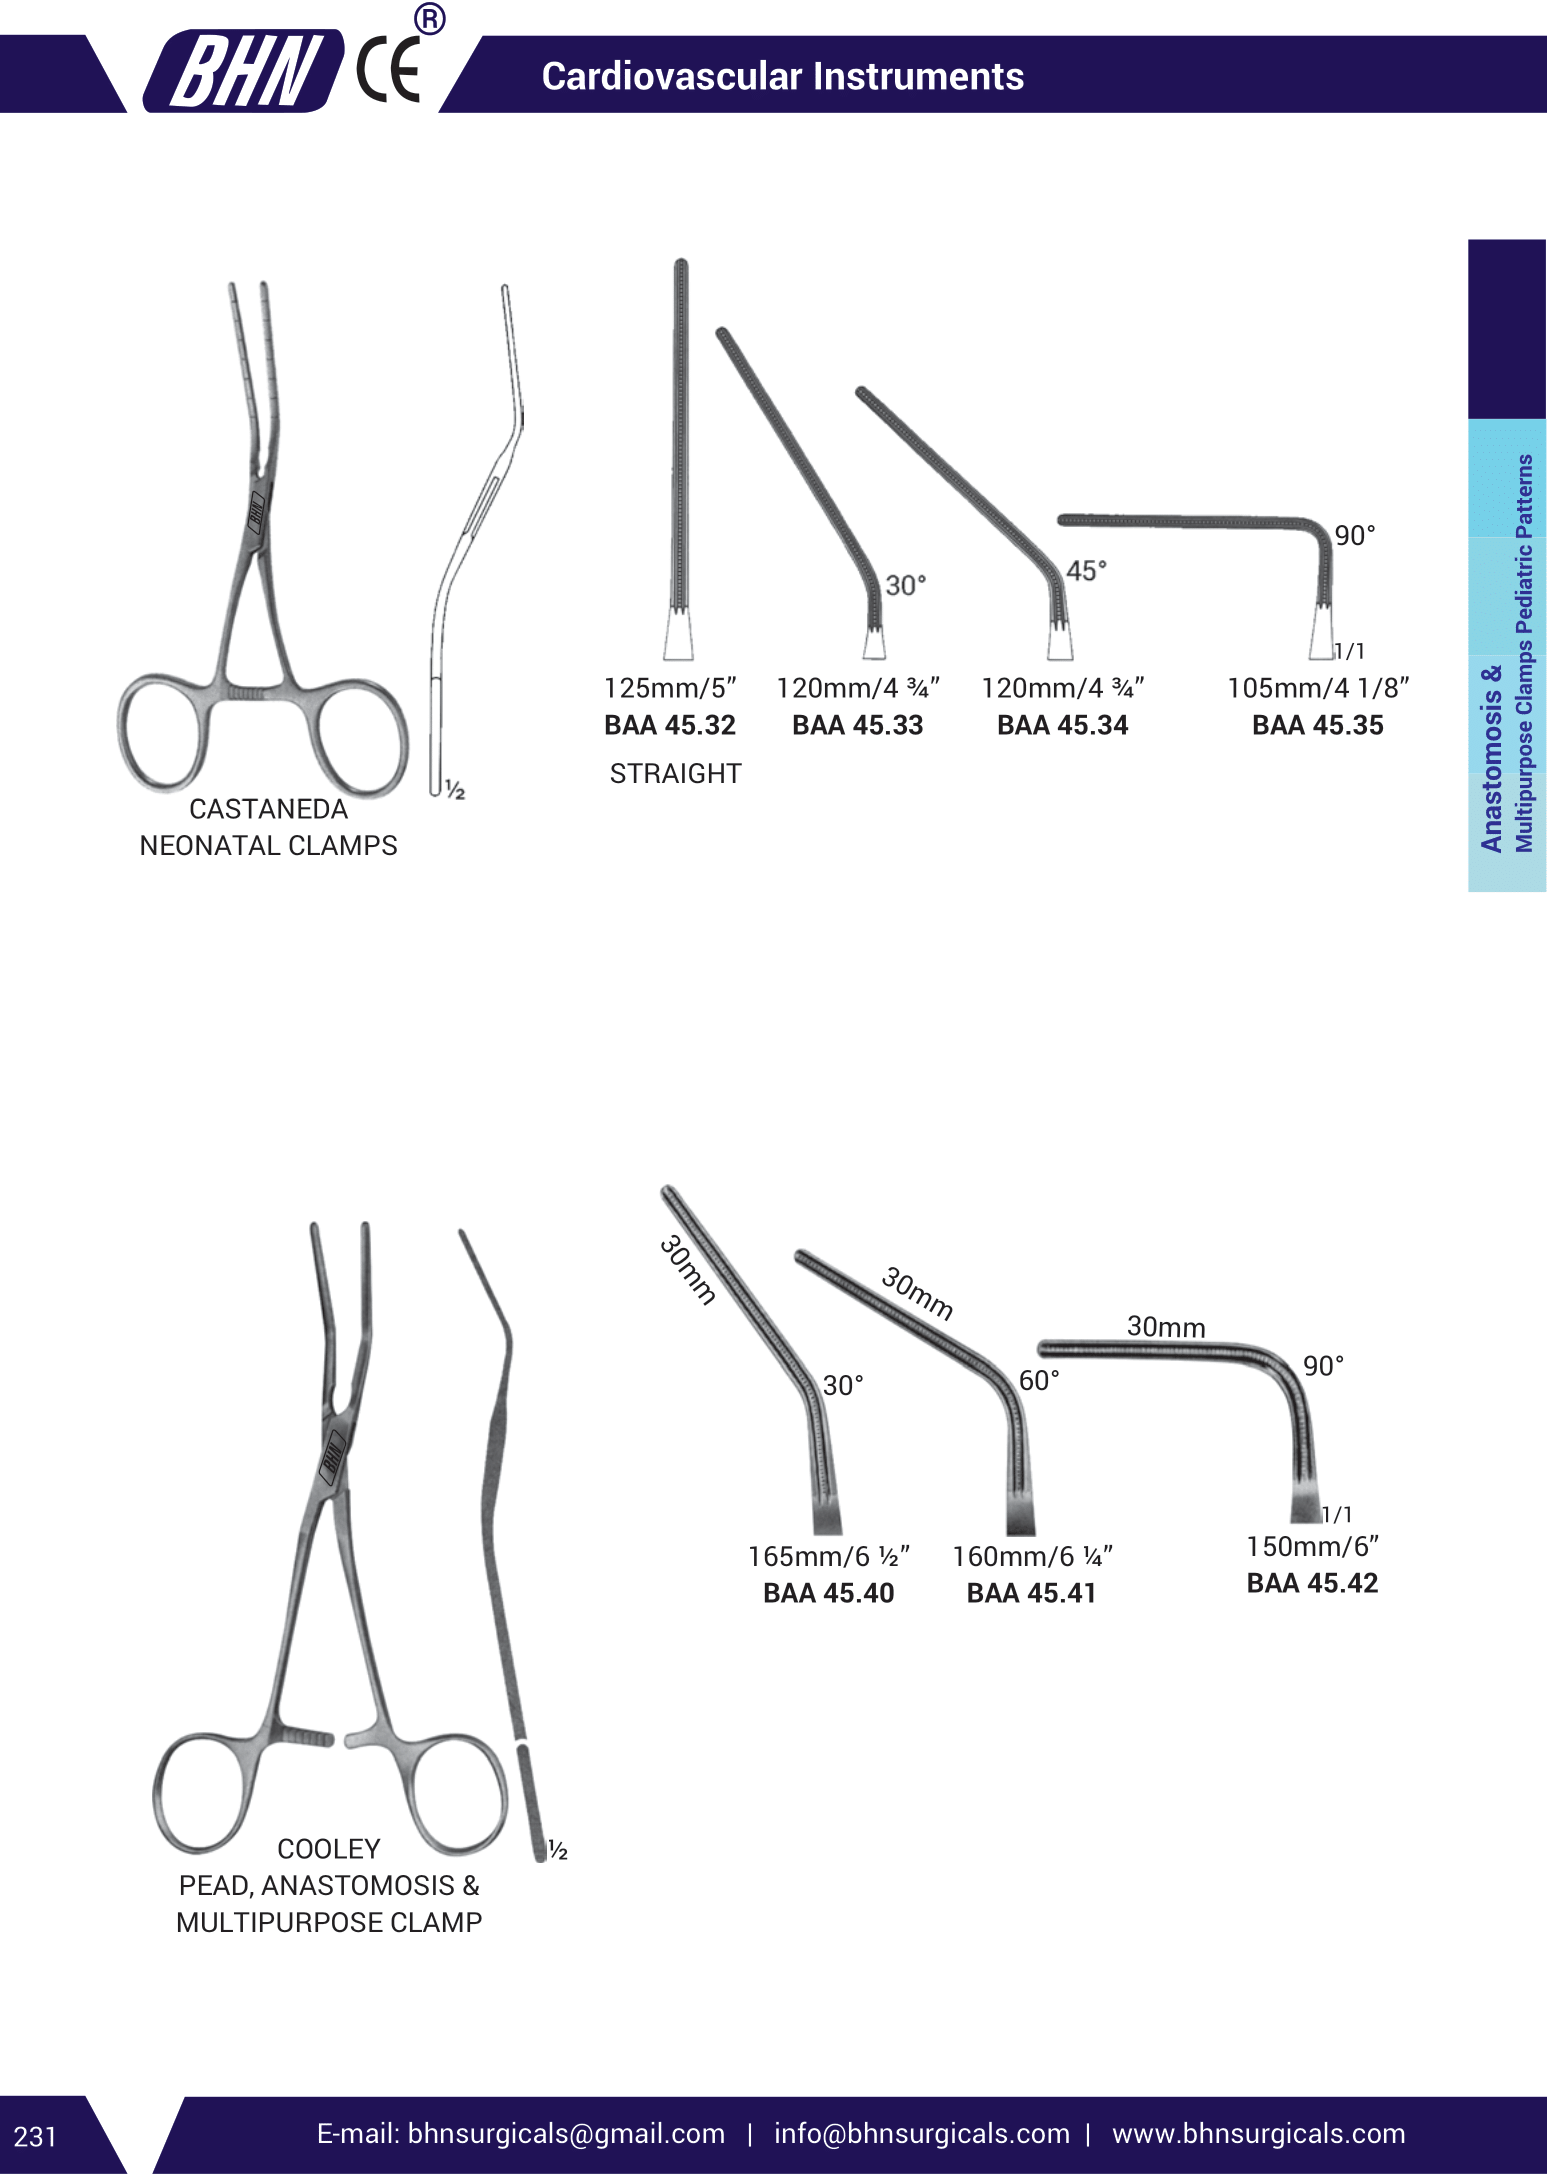 BHN CE ®
Cardiovascular Instruments
BHN
30°
45°
90°
1/1
125mm/5”
BAA 45.32
STRAIGHT
120mm/4 ¾”
BAA 45.33
120mm/4 ¾”
BAA 45.34
105mm/4 1/8”
BAA 45.35
½
CASTANEDA
NEONATAL CLAMPS
Anastomosis &
Multipurpose Clamps Pediatric Patterns
BHN
30mm
30°
30mm
60°
30mm
90°
1/1
165mm/6 ½”
BAA 45.40
160mm/6 ¼”
BAA 45.41
150mm/6”
BAA 45.42
½
COOLEY
PEAD, ANASTOMOSIS &
MULTIPURPOSE CLAMP
231
E-mail: bhnsurgicals@gmail.com | info@bhnsurgicals.com | www.bhnsurgicals.com